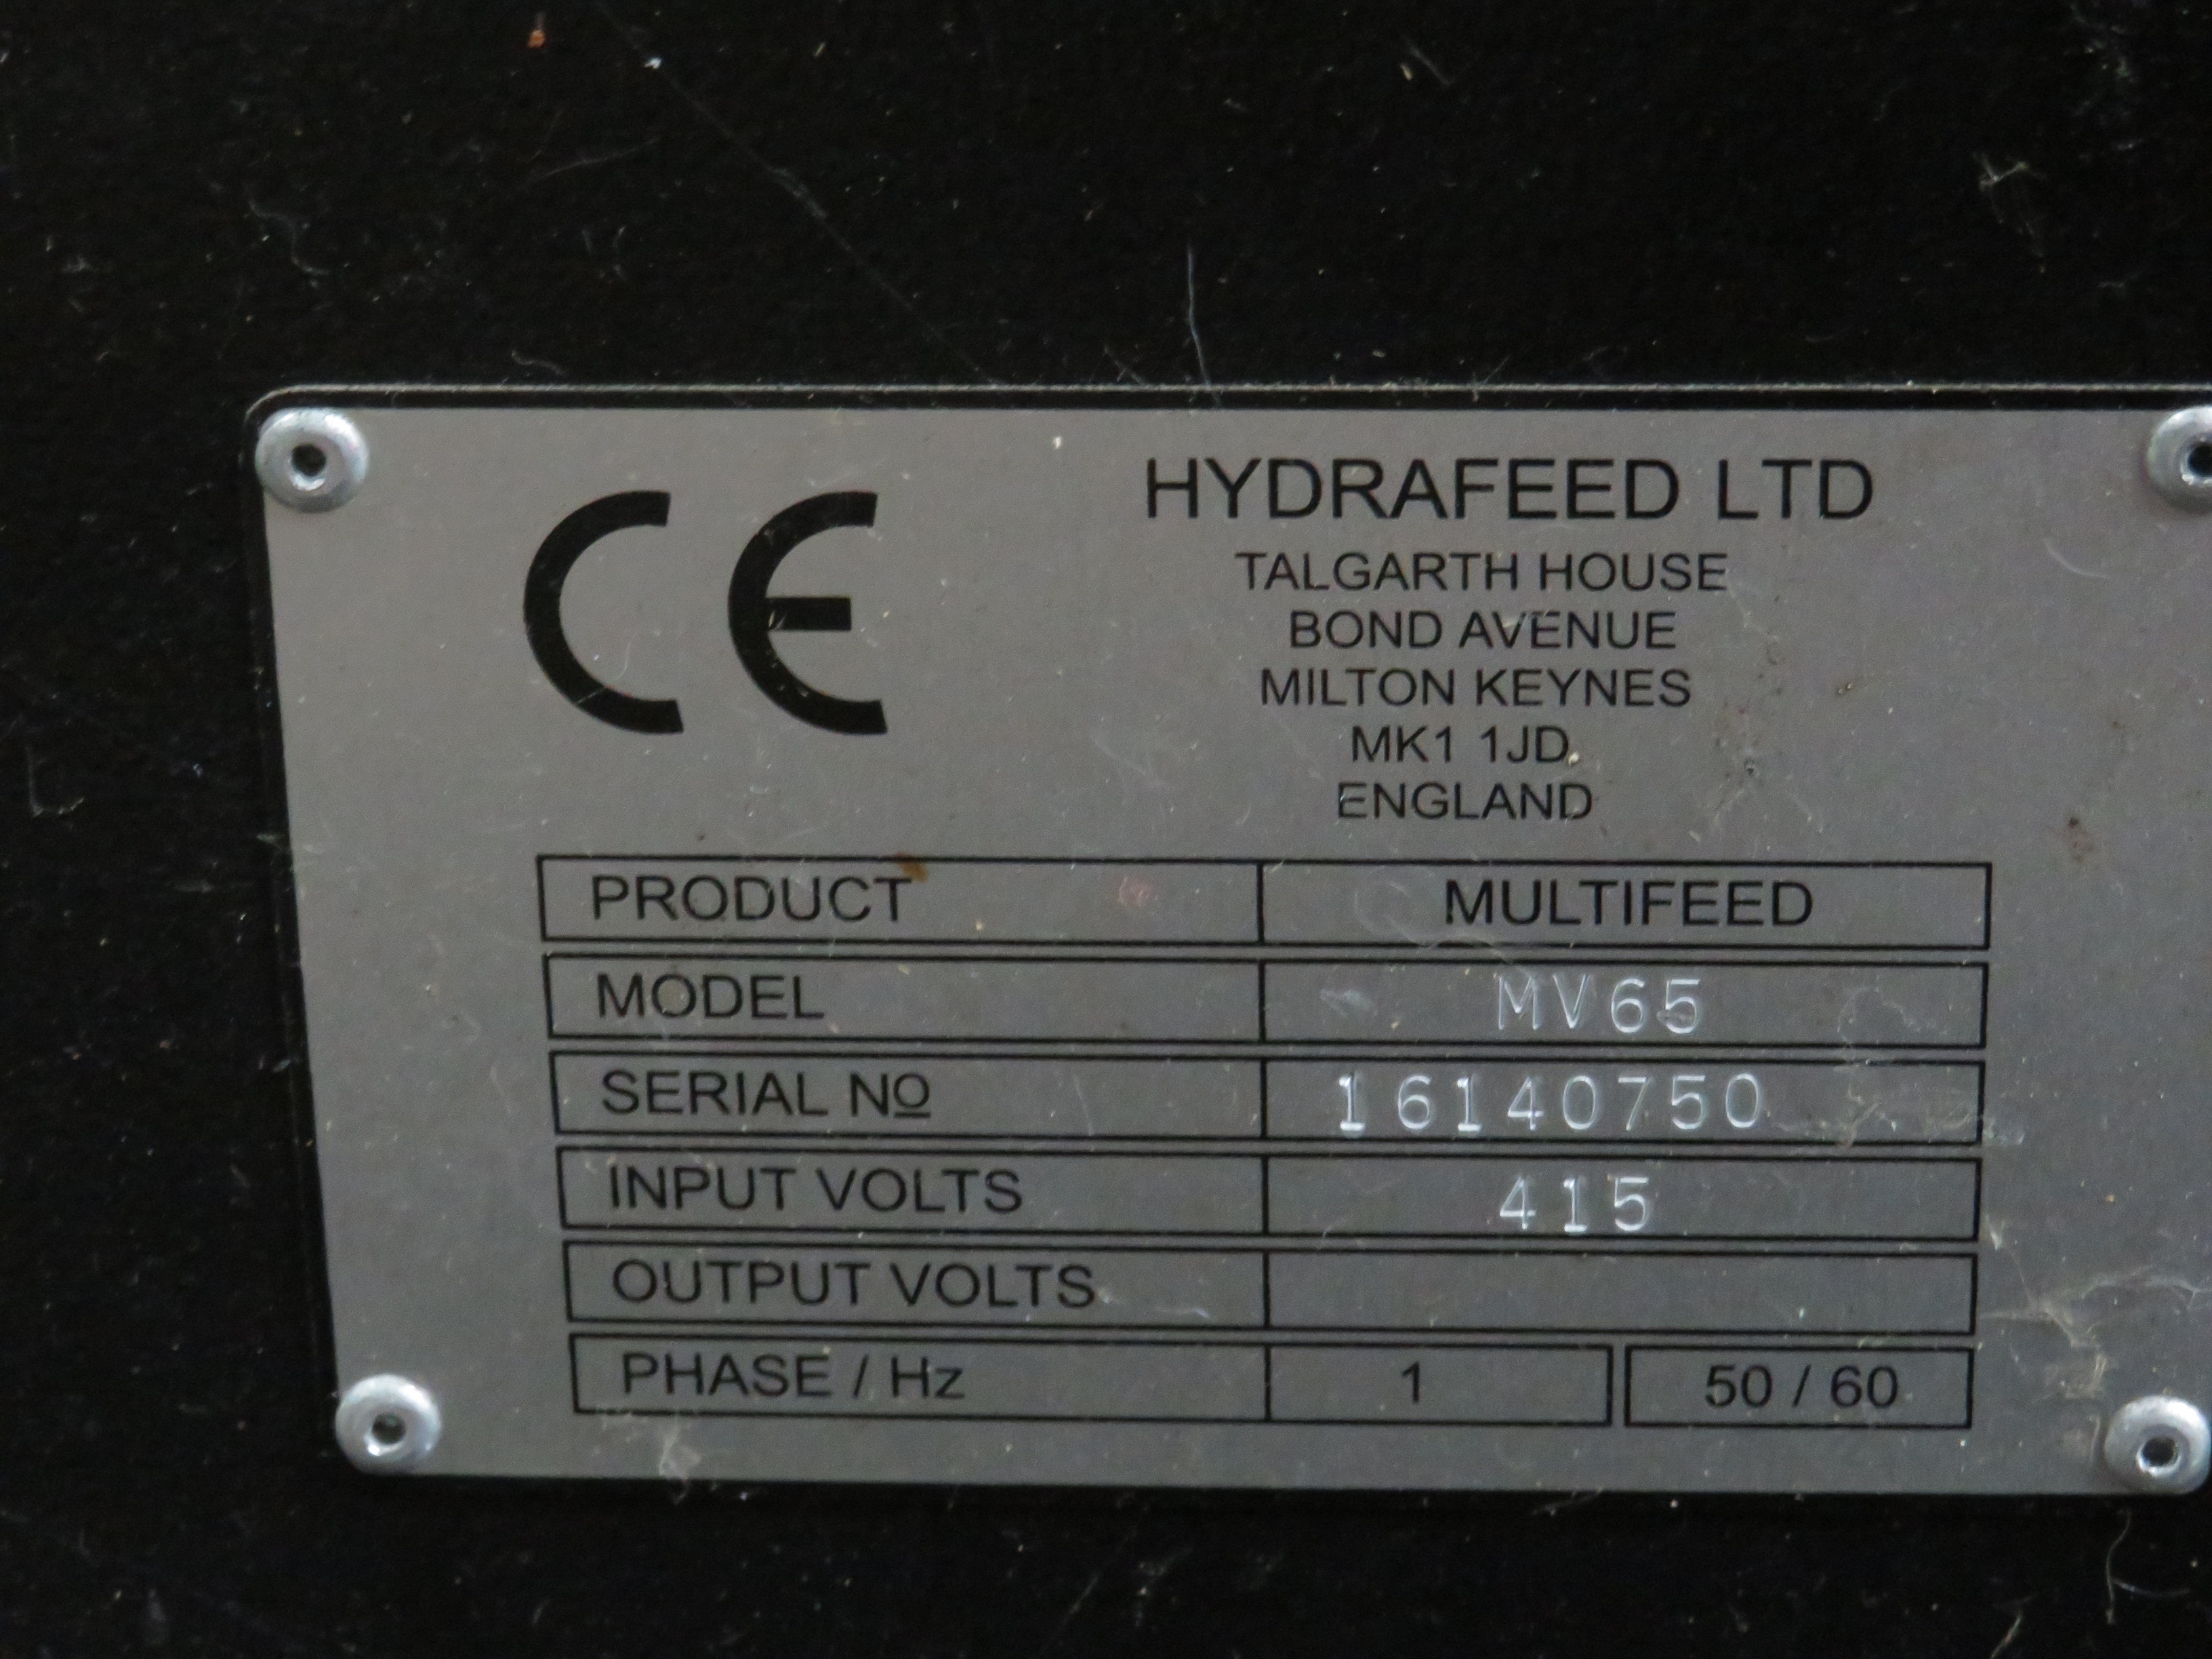 CE
HYDRAFEED LTD
TALGARTH HOUSE
BOND AVENUE
MILTON KEYNES
MK1 1JD
ENGLAND
PRODUCT MULTIFEED
MODEL MV65
SERIAL No 16140750
INPUT VOLTS 415
OUTPUT VOLTS
PHASE / Hz 1 50 / 60